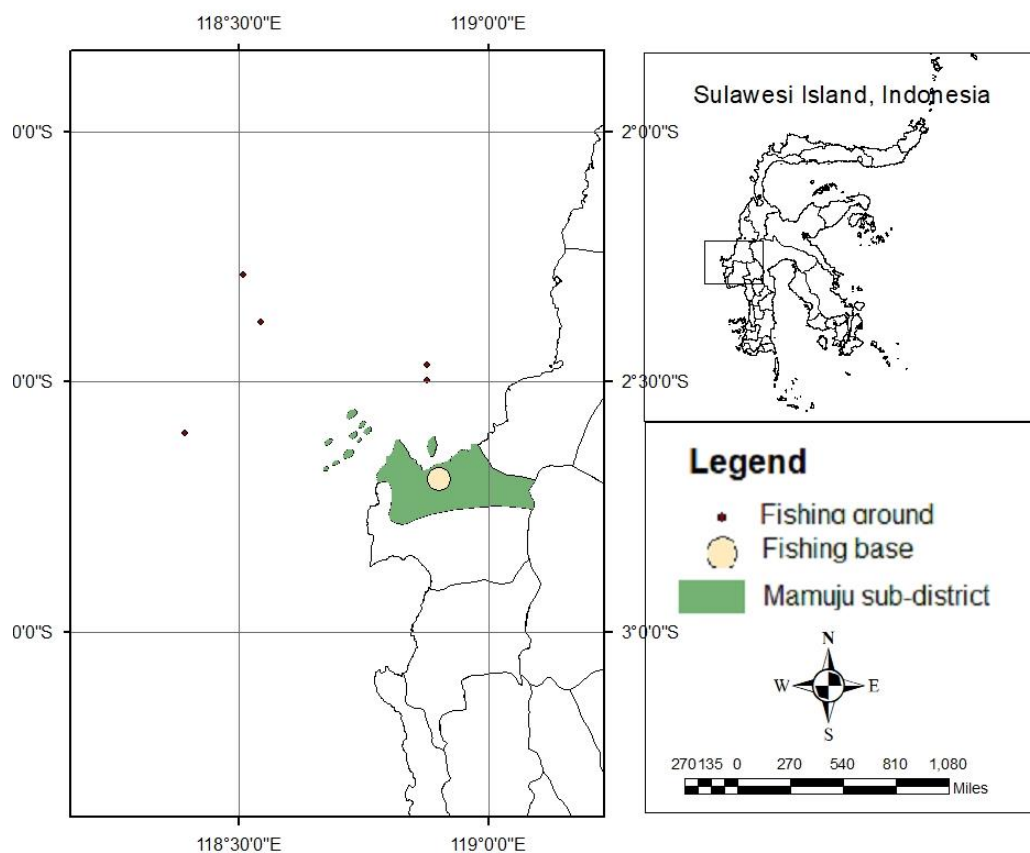 118°30'0"E 119°0'0"E
Sulawesi Island, Indonesia
0'0"S 2°0'0"S
0'0"S 2°30'0"S
0'0"S 3°0'0"S
Legend
Fishing ground
Fishing base
Mamuju sub-district
N
W E
S
270 135 0 270 540 810 1,080
Miles
118°30'0"E 119°0'0"E